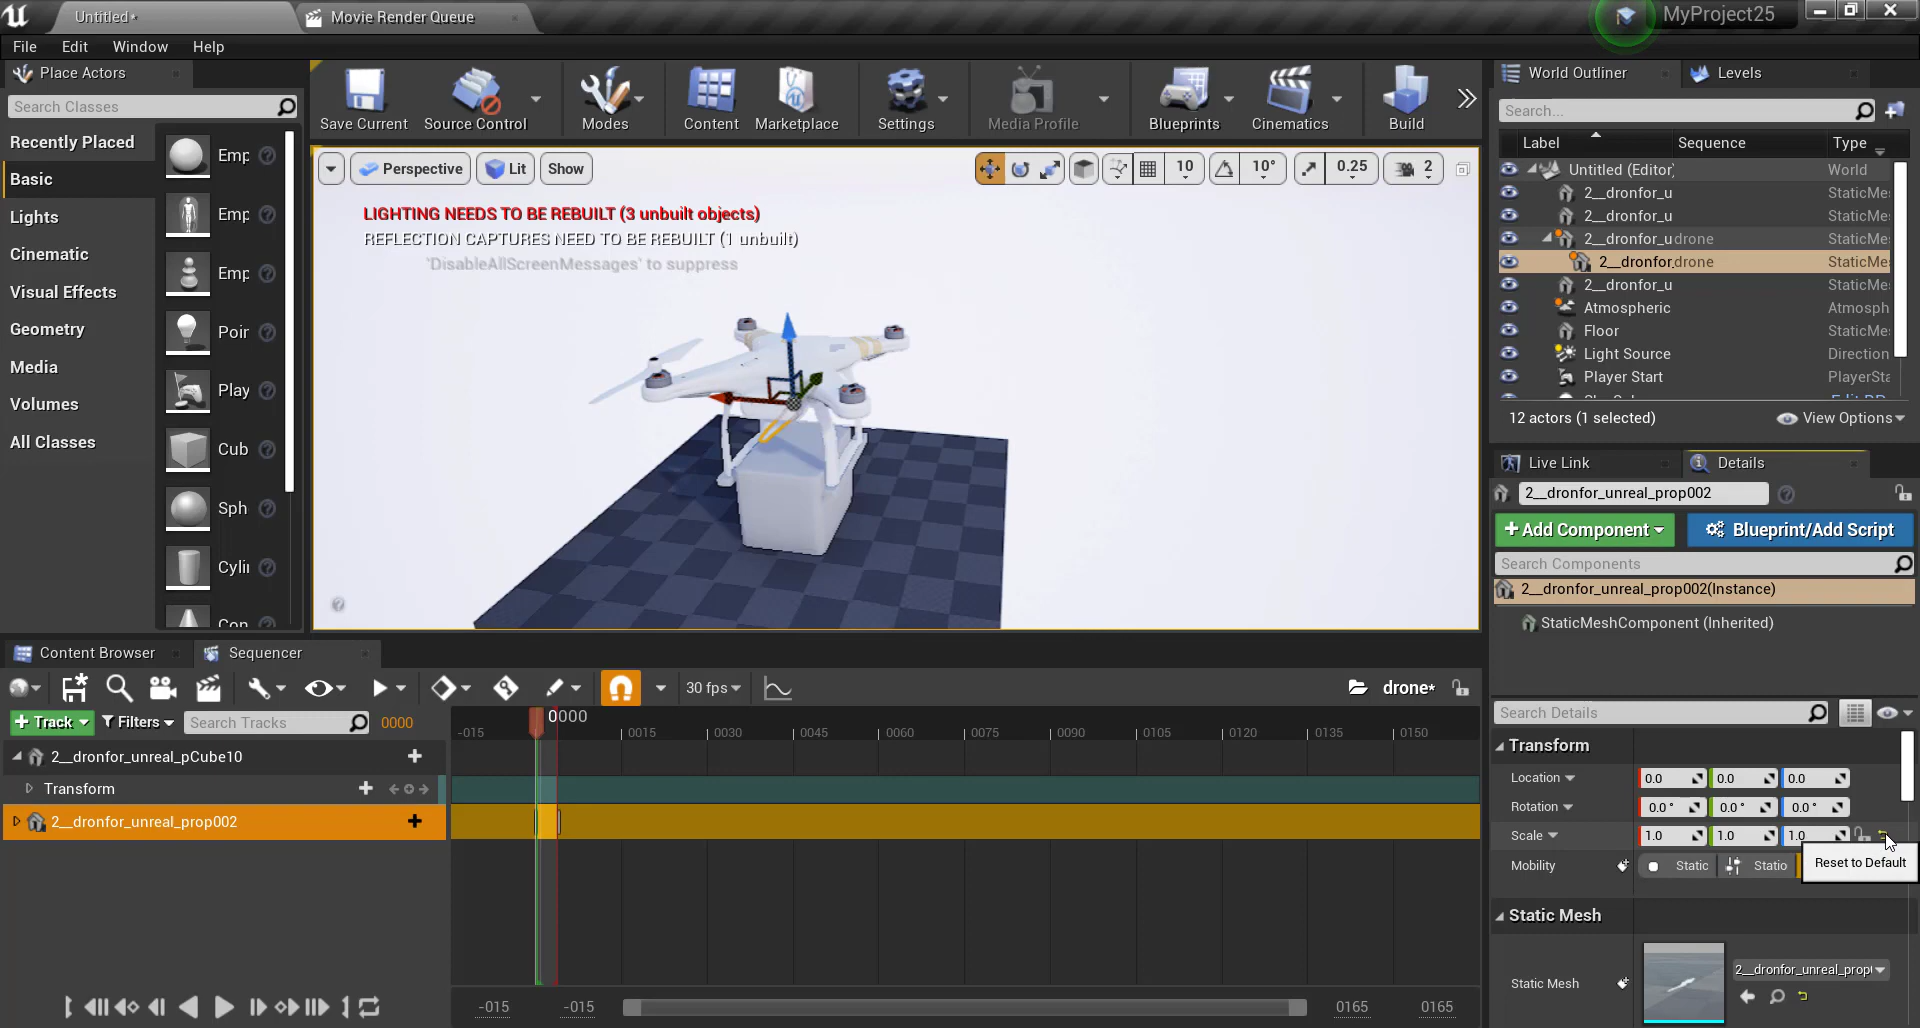 Untitled*
Movie Render Queue
MyProject25
File Edit Window Help
Place Actors
Search Classes
Recently Placed
Basic
Lights
Cinematic
Visual Effects
Geometry
Media
Volumes
All Classes
Emp
Emp
Emp
Poin
Play
Cub
Sph
Cylin
Save Current
Source Control
Modes
Content
Marketplace
Settings
Media Profile
Blueprints
Cinematics
Build
Perspective
Lit
Show
10
10°
0.25
2
LIGHTING NEEDS TO BE REBUILT (3 unbuilt objects)
REFLECTION CAPTURES NEED TO BE REBUILT (1 unbuilt)
'DisableAllScreenMessages' to suppress
World Outliner
Levels
Search...
Label Sequence Type
Untitled (Editor) World
2__dronfor_u StaticMe
2__dronfor_u StaticMe
2__dronfor_u drone StaticMe
2__dronfor_ drone StaticMe
2__dronfor_u StaticMe
Atmospheric Atmosph
Floor StaticMe
Light Source Direction
Player Start PlayerSta
12 actors (1 selected)
View Options
Live Link
Details
2__dronfor_unreal_prop002
+ Add Component
Blueprint/Add Script
Search Components
2__dronfor_unreal_prop002(Instance)
StaticMeshComponent (Inherited)
Search Details
Transform
Location 0.0 0.0 0.0
Rotation 0.0 ° 0.0 ° 0.0 °
Scale 1.0 1.0 1.0
Mobility Static Statio
Reset to Default
Static Mesh
Static Mesh
2__dronfor_unreal_prop
Content Browser
Sequencer
30 fps
drone*
+ Track
Filters
Search Tracks
0000
0000
-015 0015 0030 0045 0060 0075 0090 0105 0120 0135 0150
2__dronfor_unreal_pCube10
Transform
2__dronfor_unreal_prop002
-015 -015 0165 0165